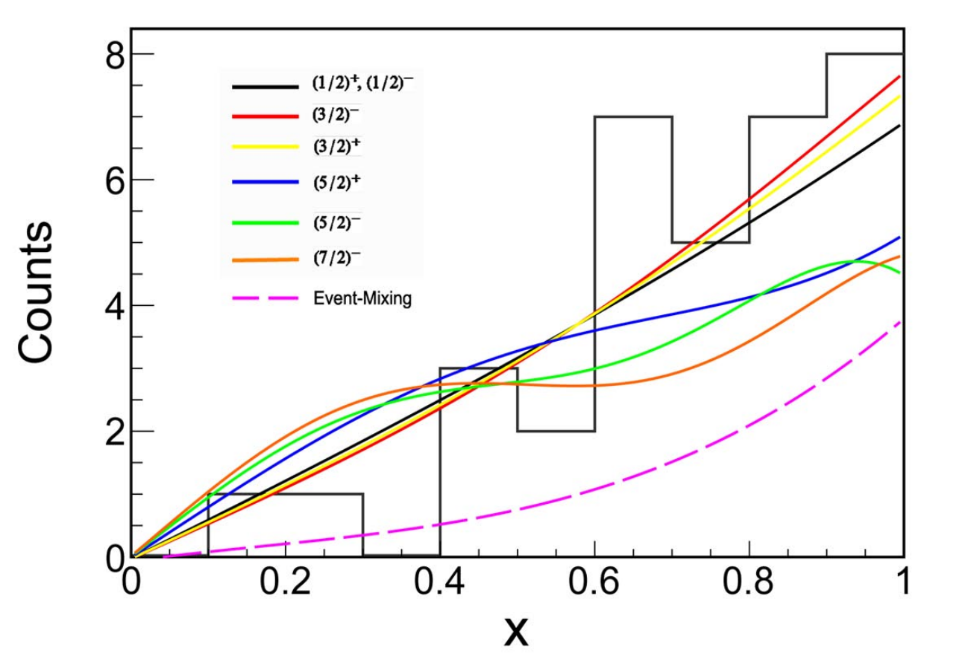 8
6
4
2
0
Counts
(1/2)⁺, (1/2)⁻
(3/2)⁻
(3/2)⁺
(5/2)⁺
(5/2)⁻
(7/2)⁻
Event-Mixing
0 0.2 0.4 0.6 0.8 1
x